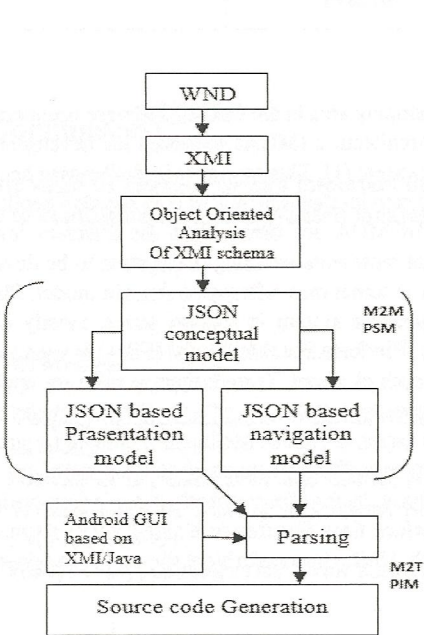 WND
XMI
Object Oriented
Analysis
Of XMI schema
JSON
conceptual
model
M2M
PSM
JSON based
Prasentation
model
JSON based
navigation
model
Android GUI
based on
XMI/Java
Parsing
M2T
PIM
Source code Generation